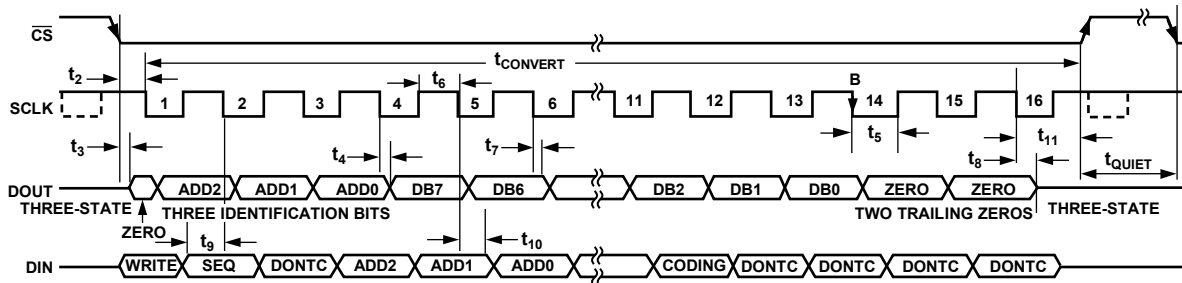 CS
tCONVERT
t2
t6
B
SCLK
1 2 3 4 5 6 11 12 13 14 15 16
t3
t4
t7
t5
t11
t8
tQUIET
DOUT
ADD2 ADD1 ADD0 DB7 DB6 DB2 DB1 DB0 ZERO ZERO
THREE-STATE
THREE IDENTIFICATION BITS
TWO TRAILING ZEROS
THREE-STATE
ZERO
t9
t10
DIN
WRITE SEQ DONTC ADD2 ADD1 ADD0 CODING DONTC DONTC DONTC DONTC